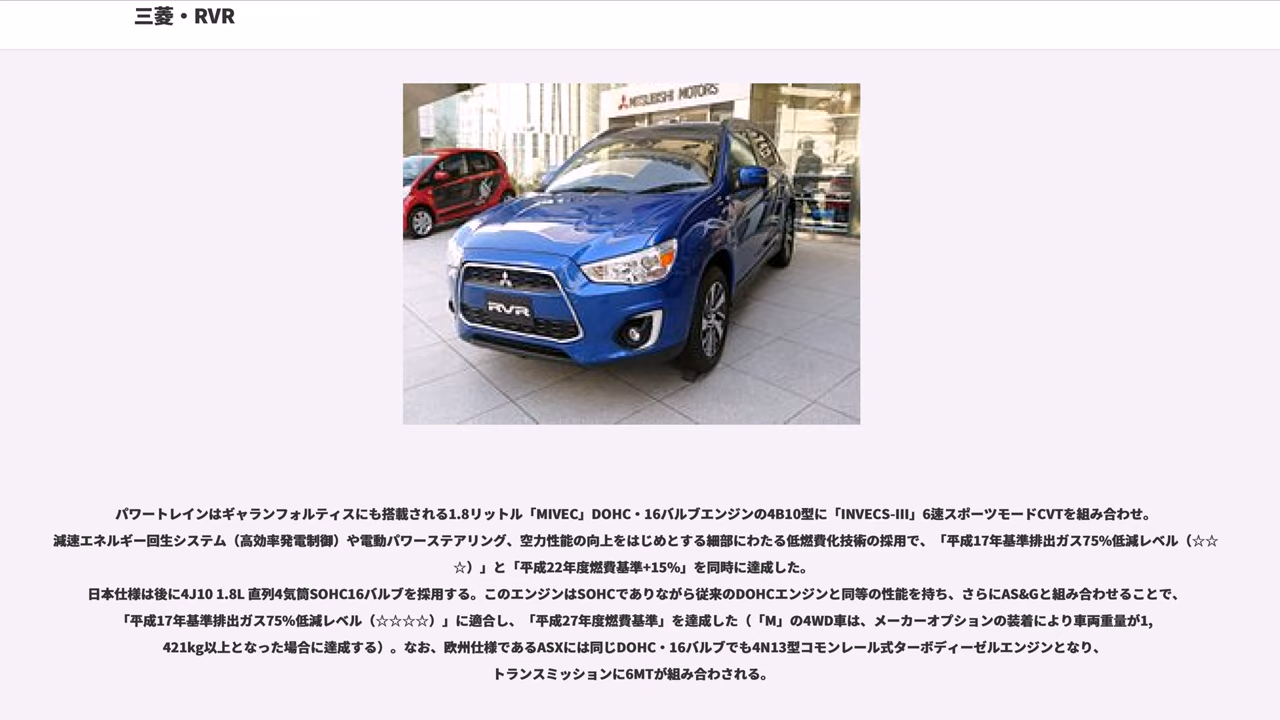 三菱・RVR
MITSUBISHI MOTORS
RVR
パワートレインはギャランフォルティスにも搭載される1.8リットル「MIVEC」DOHC・16バルブエンジンの4B10型に「INVECS-III」6速スポーツモードCVTを組み合わせ。
減速エネルギー回生システム（高効率発電制御）や電動パワーステアリング、空力性能の向上をはじめとする細部にわたる低燃費化技術の採用で、「平成17年基準排出ガス75%低減レベル（☆☆
☆）」と「平成22年度燃費基準+15%」を同時に達成した。
日本仕様は後に4J10 1.8L 直列4気筒SOHC16バルブを採用する。このエンジンはSOHCでありながら従来のDOHCエンジンと同等の性能を持ち、さらにAS&Gと組み合わせることで、
「平成17年基準排出ガス75%低減レベル（☆☆☆☆）」に適合し、「平成27年度燃費基準」を達成した（「M」の4WD車は、メーカーオプションの装着により車両重量が1,
421kg以上となった場合に達成する）。なお、欧州仕様であるASXには同じDOHC・16バルブでも4N13型コモンレール式ターボディーゼルエンジンとなり、
トランスミッションに6MTが組み合わされる。